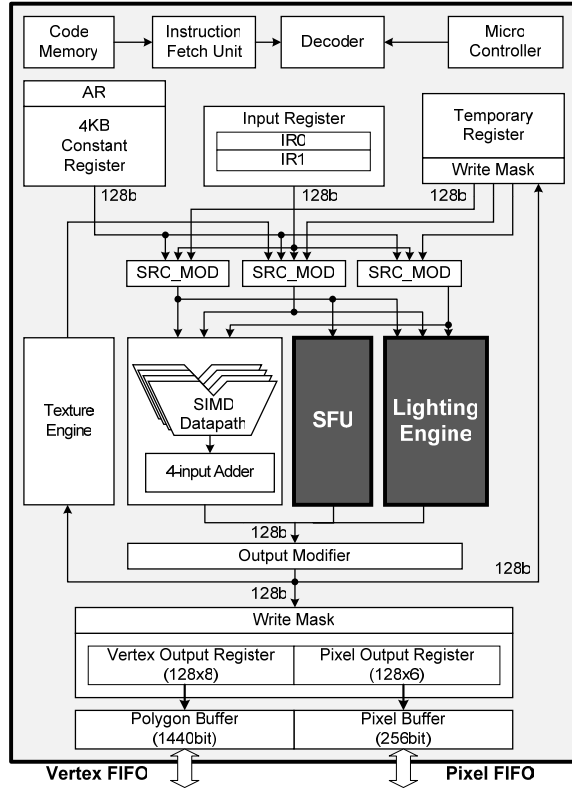 Code
Memory
Instruction
Fetch Unit
Decoder
Micro
Controller
AR
4KB
Constant
Register
Input Register
IR0
IR1
Temporary
Register
Write Mask
128b
128b
128b
SRC_MOD
SRC_MOD
SRC_MOD
Texture
Engine
SIMD
Datapath
4-input Adder
SFU
Lighting
Engine
128b
Output Modifier
128b
128b
Write Mask
Vertex Output Register
(128x8)
Pixel Output Register
(128x6)
Polygon Buffer
(1440bit)
Pixel Buffer
(256bit)
Vertex FIFO
Pixel FIFO